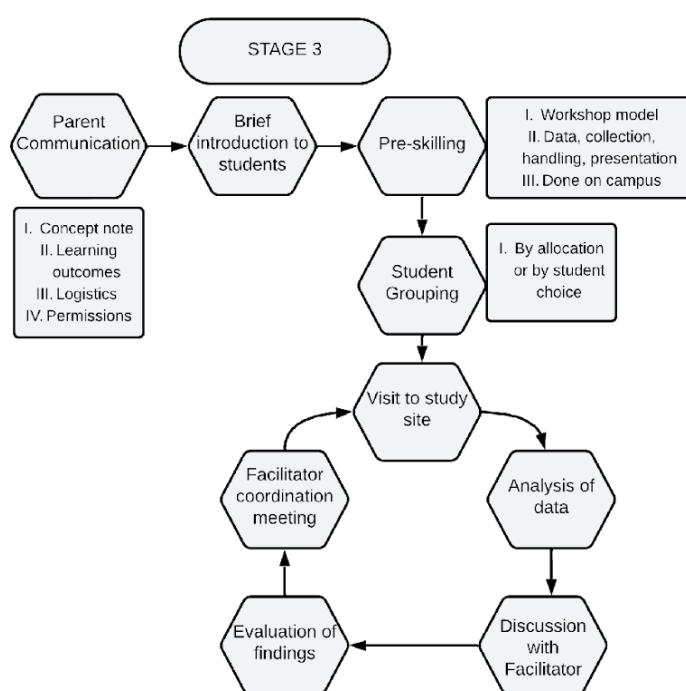 STAGE 3
Parent
Communication
Brief
introduction to
students
Pre-skilling
I. Workshop model
II. Data, collection,
handling, presentation
III. Done on campus
I. Concept note
II. Learning
outcomes
III. Logistics
IV. Permissions
Student
Grouping
I. By allocation
or by student
choice
Visit to study
site
Facilitator
coordination
meeting
Analysis of
data
Evaluation of
findings
Discussion
with
Facilitator